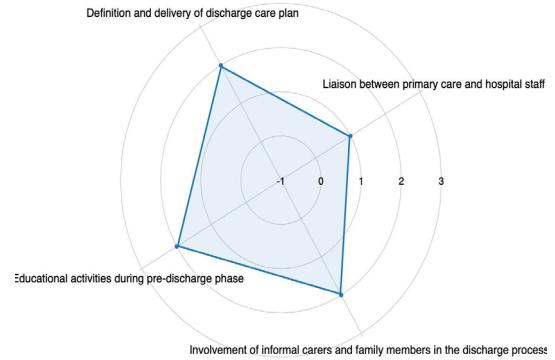 Definition and delivery of discharge care plan
Liaison between primary care and hospital staff
-1 0 1 2 3
Educational activities during pre-discharge phase
Involvement of informal carers and family members in the discharge process